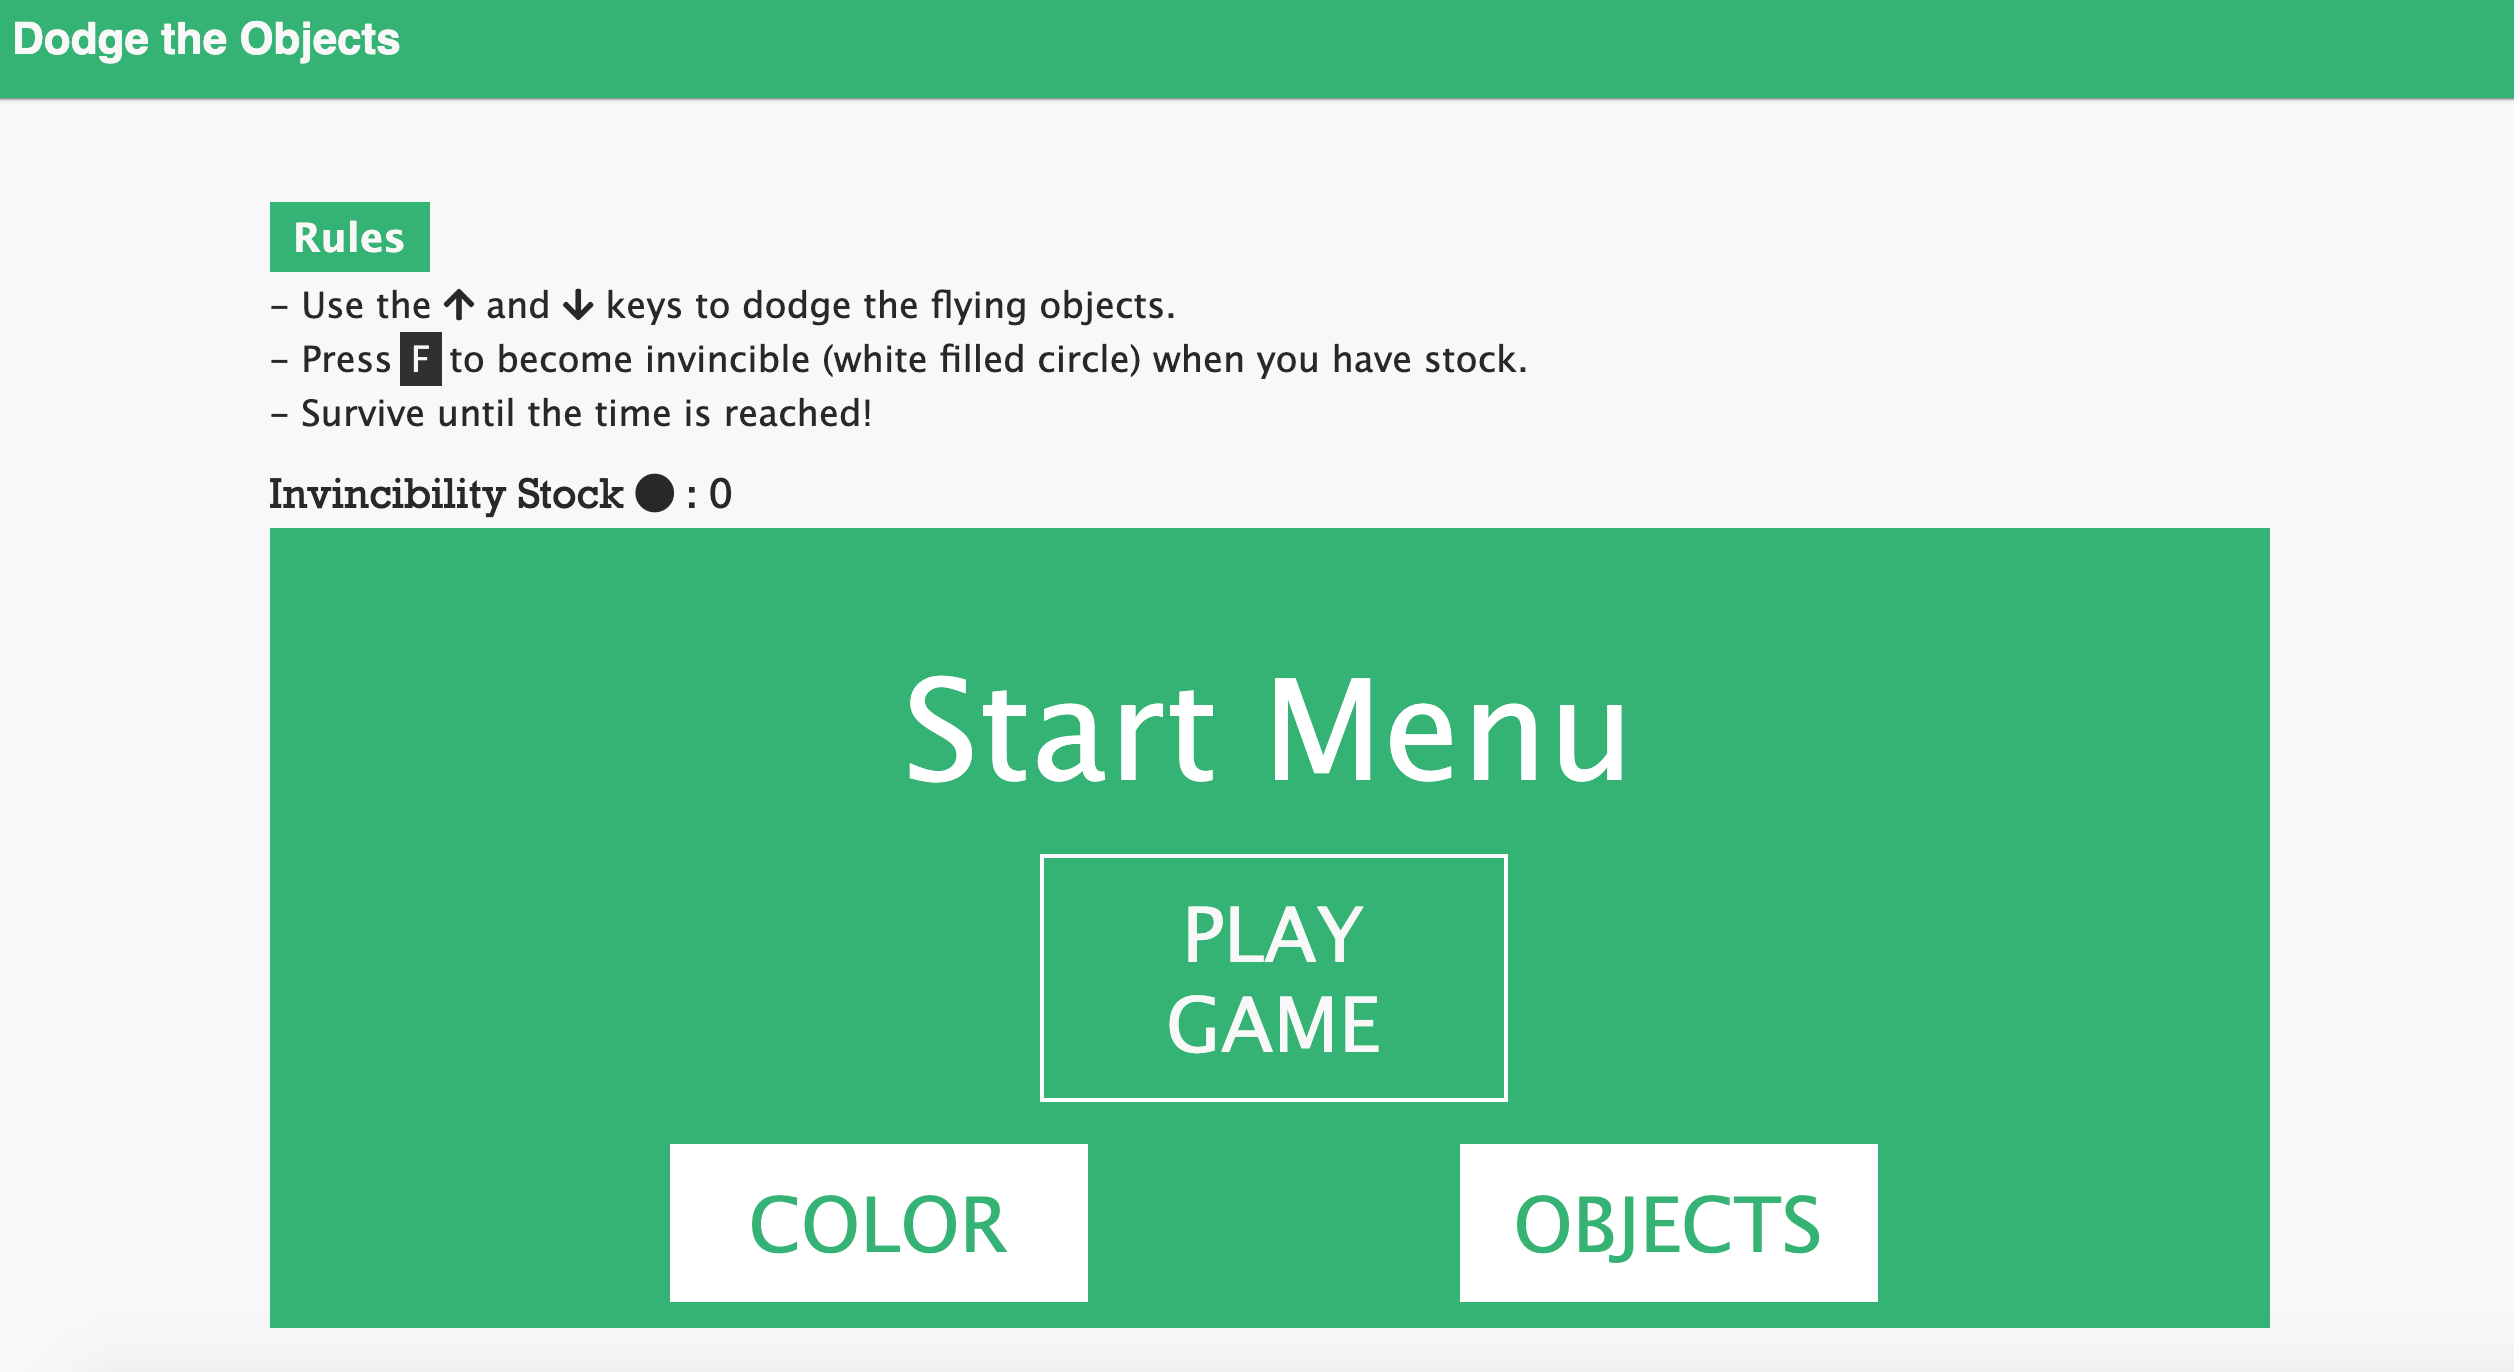 Dodge the Objects
Rules
– Use the ↑ and ↓ keys to dodge the flying objects.
– Press F to become invincible (white filled circle) when you have stock.
– Survive until the time is reached!
Invincibility Stock ● : 0
Start Menu
PLAY
GAME
COLOR
OBJECTS